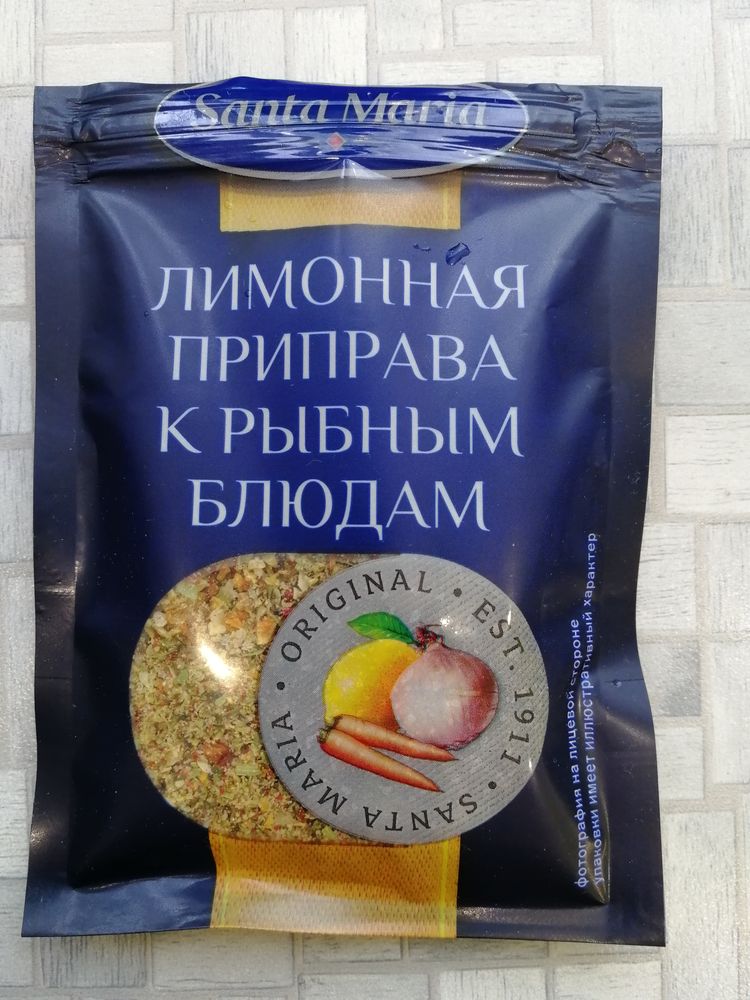 Santa Maria
ЛИМОННАЯ
ПРИПРАВА
К РЫБНЫМ
БЛЮДАМ
SANTA MARIA • ORIGINAL • EST. 1911 •
фотография на лицевой стороне
упаковки имеет иллюстративный характер